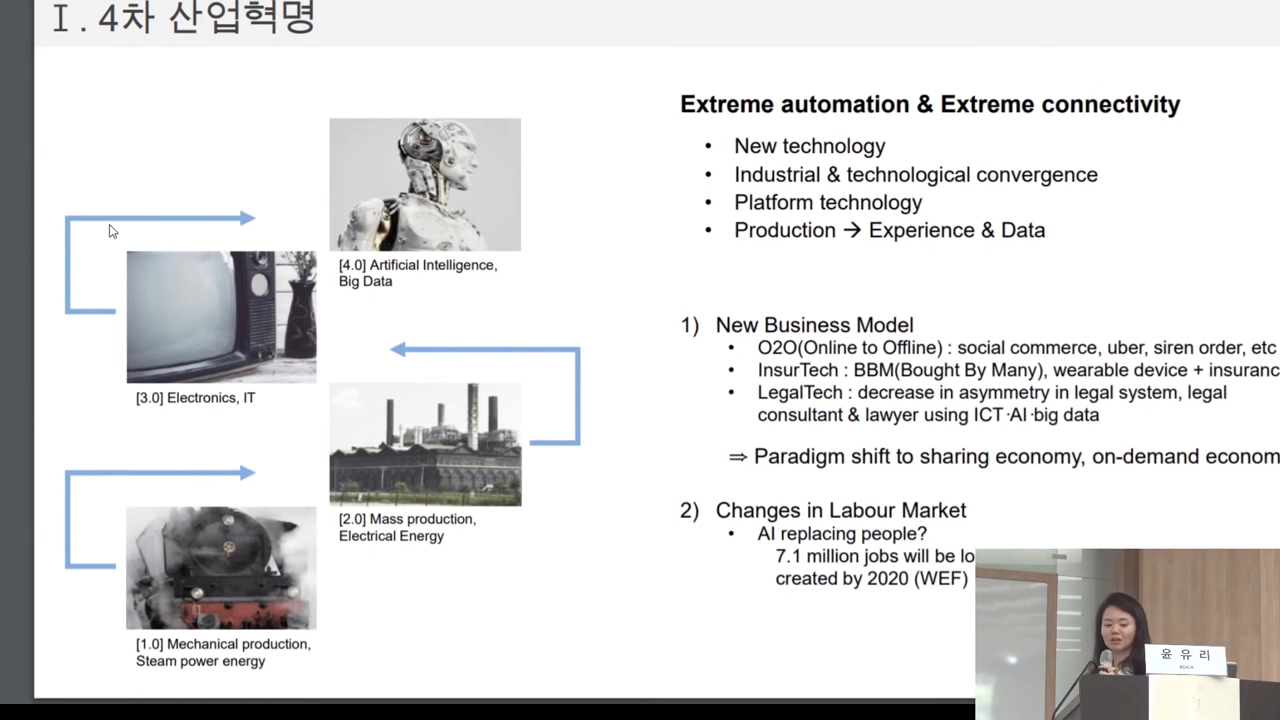 Ⅰ. 4차 산업혁명
Extreme automation & Extreme connectivity
• New technology
• Industrial & technological convergence
• Platform technology
• Production → Experience & Data
[4.0] Artificial Intelligence,
Big Data
[3.0] Electronics, IT
[2.0] Mass production,
Electrical Energy
[1.0] Mechanical production,
Steam power energy
1) New Business Model
• O2O(Online to Offline) : social commerce, uber, siren order, etc
• InsurTech : BBM(Bought By Many), wearable device + insuranc
• LegalTech : decrease in asymmetry in legal system, legal
consultant & lawyer using ICT·AI·big data
⇒ Paradigm shift to sharing economy, on-demand econom
2) Changes in Labour Market
• AI replacing people?
7.1 million jobs will be lo
created by 2020 (WEF)
윤 유 리
KOICA